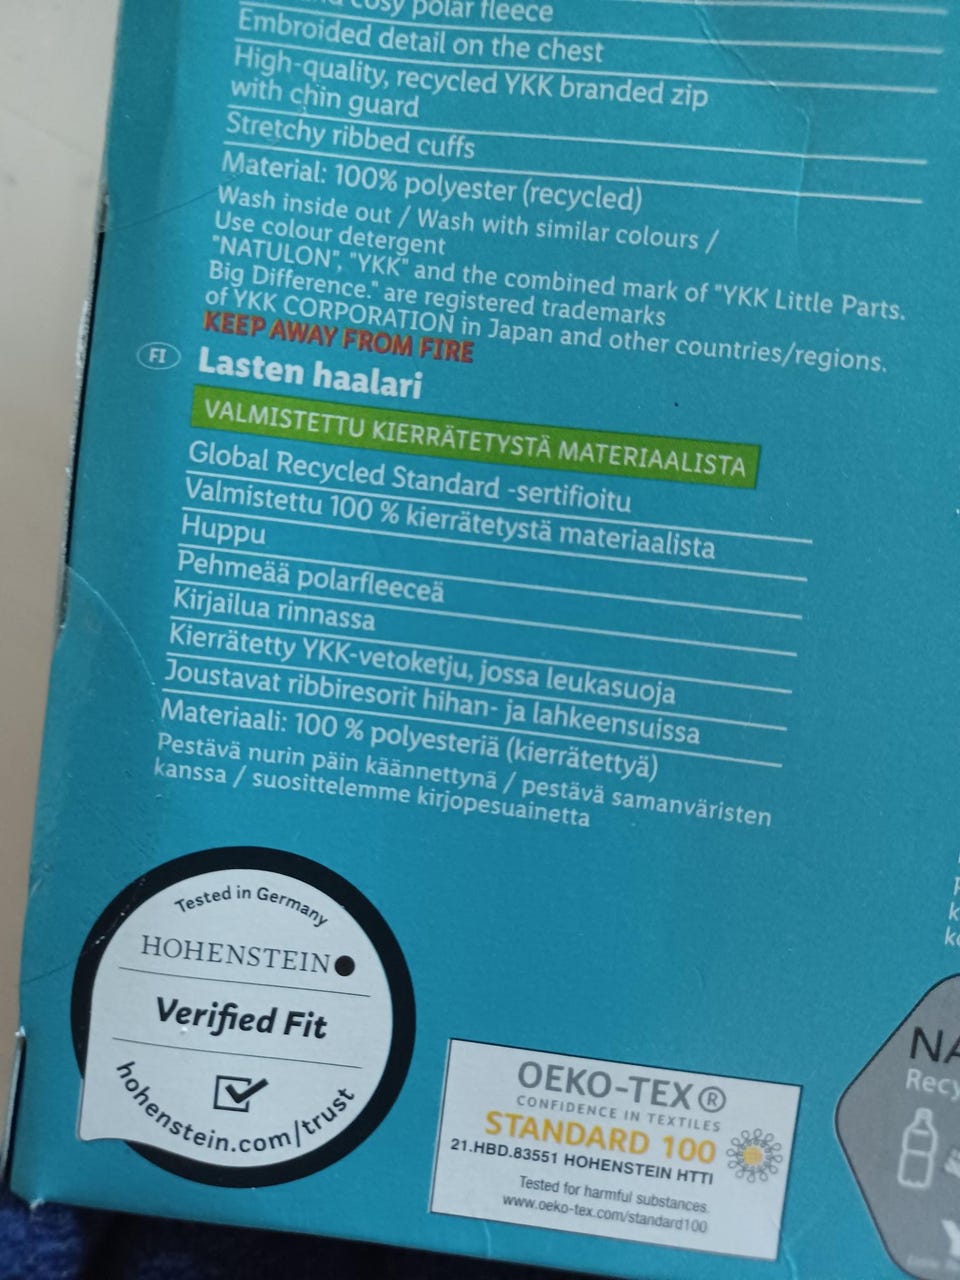 cosy polar fleece
Embroided detail on the chest
High-quality, recycled YKK branded zip
with chin guard
Stretchy ribbed cuffs
Material: 100% polyester (recycled)
Wash inside out / Wash with similar colours /
Use colour detergent
"NATULON", "YKK" and the combined mark of "YKK Little Parts.
Big Difference." are registered trademarks
of YKK CORPORATION in Japan and other countries/regions.
KEEP AWAY FROM FIRE
FI Lasten haalari
VALMISTETTU KIERRÄTETYSTÄ MATERIAALISTA
Global Recycled Standard -sertifioitu
Valmistettu 100 % kierrätetystä materiaalista
Huppu
Pehmeää polarfleeceä
Kirjailua rinnassa
Kierrätetty YKK-vetoketju, jossa leukasuoja
Joustavat ribbiresorit hihan- ja lahkeensuissa
Materiaali: 100 % polyesteriä (kierrätettyä)
Pestävä nurin päin käännettynä / pestävä samanväristen
kanssa / suosittelemme kirjopesuainetta
Tested in Germany
HOHENSTEIN
Verified Fit
hohenstein.com/trust
OEKO-TEX®
CONFIDENCE IN TEXTILES
STANDARD 100
21.HBD.83551 HOHENSTEIN HTTI
Tested for harmful substances.
www.oeko-tex.com/standard100
NA
Recy